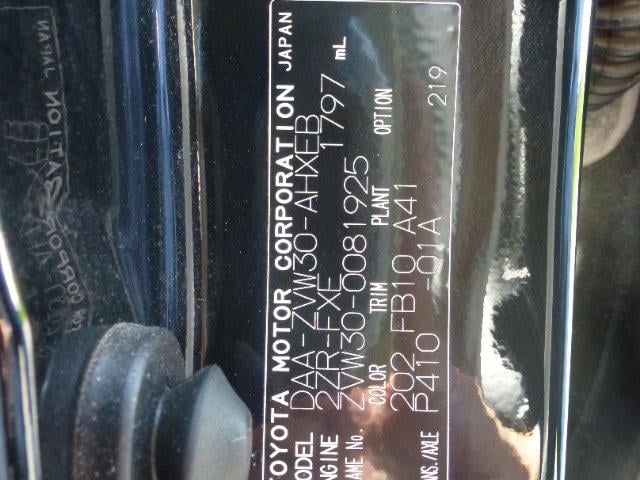 TOYOTA MOTOR CORPORATION JAPAN
MODEL DAA-ZVW30-AHXEB
ENGINE 2ZR-FXE 1797 mL
FRAME No. ZVW30-0081925
COLOR TRIM PLANT OPTION
202 FB10 A41 219
TRANS./AXLE P410 -01A